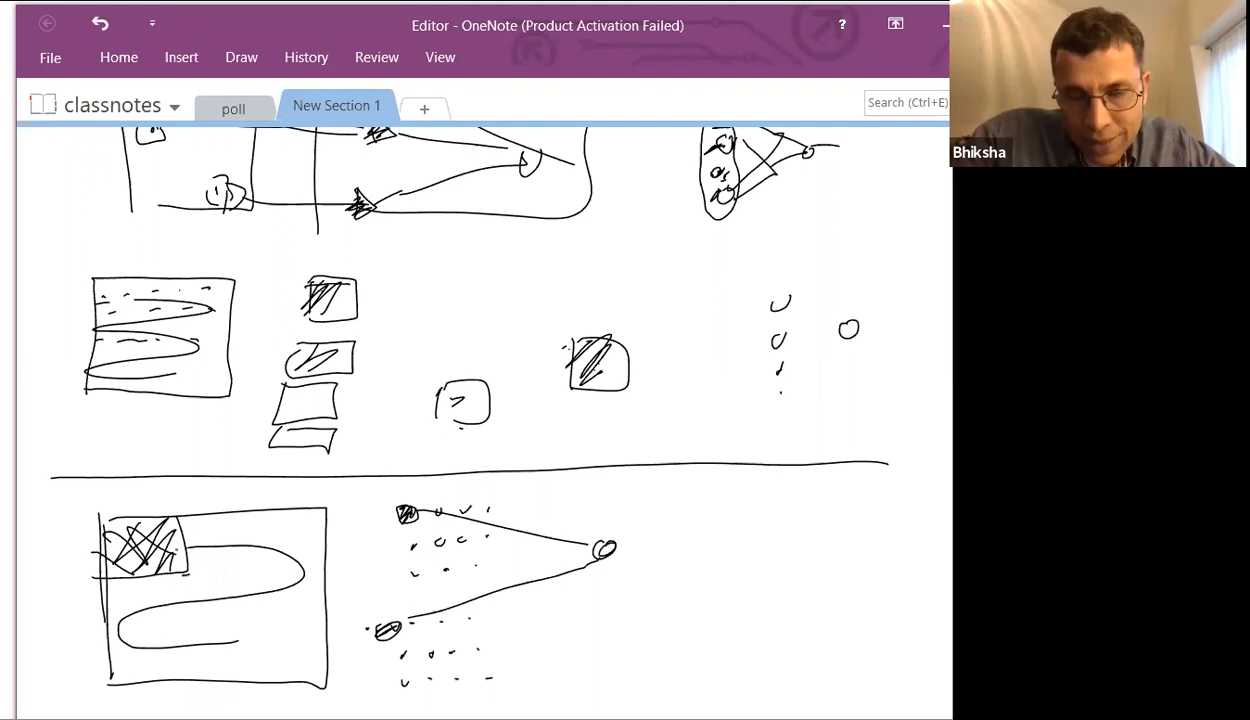 Editor - OneNote (Product Activation Failed)
?
File Home Insert Draw History Review View
classnotes poll New Section 1 +
Search (Ctrl+E)
Bhiksha